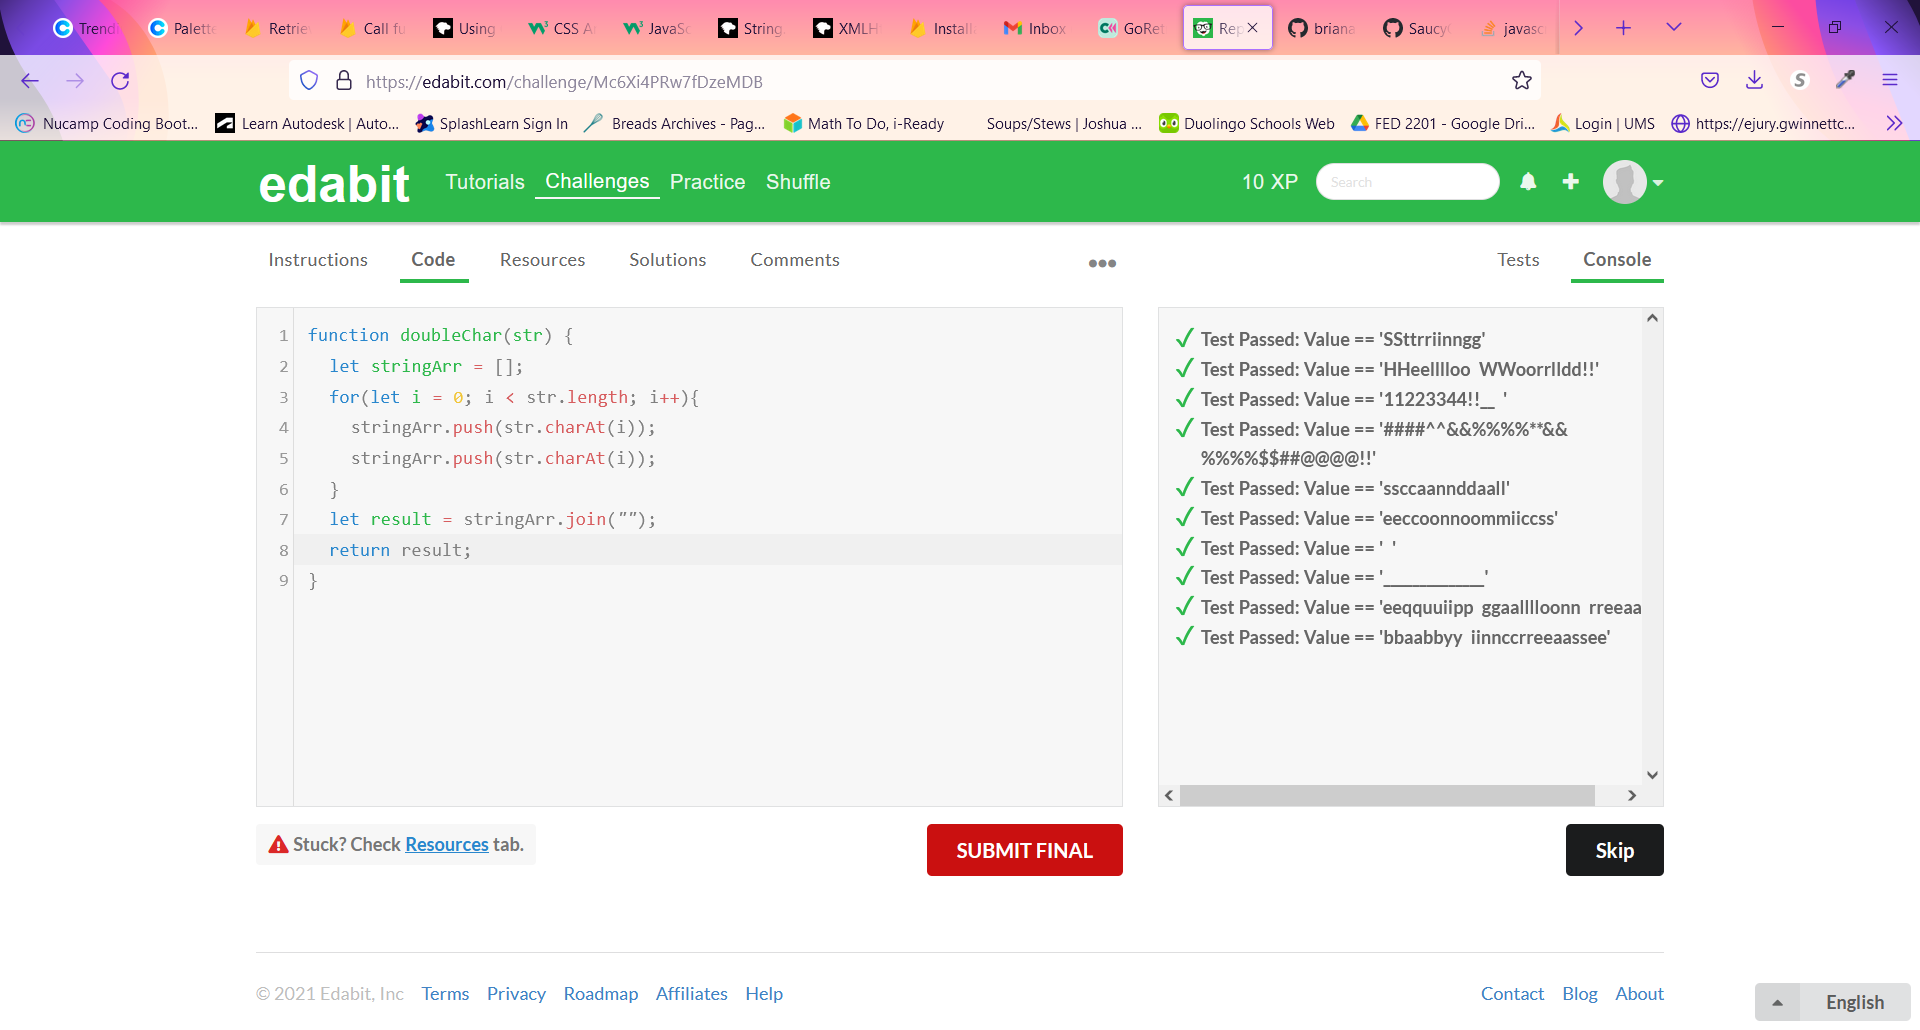 Trendi Palett Retrie Call fu Using W3 CSS A W3 JavaSc String. XMLH Install Inbox GoRet Rep briana Saucy javasc
https://edabit.com/challenge/Mc6Xi4PRw7fDzeMDB
Nucamp Coding Boot... Learn Autodesk | Auto... SplashLearn Sign In Breads Archives - Pag... Math To Do, i-Ready Soups/Stews | Joshua ... Duolingo Schools Web FED 2201 - Google Dri... Login | UMS https://ejury.gwinnettc...
edabit Tutorials Challenges Practice Shuffle 10 XP Search
Instructions Code Resources Solutions Comments Tests Console
1 function doubleChar(str) {
2 let stringArr = [];
3 for(let i = 0; i < str.length; i++){
4 stringArr.push(str.charAt(i));
5 stringArr.push(str.charAt(i));
6 }
7 let result = stringArr.join("");
8 return result;
9 }
Test Passed: Value == 'SSttrriinngg'
Test Passed: Value == 'HHeelllloo  WWoorrlldd!!'
Test Passed: Value == '11223344!!__  '
Test Passed: Value == '####^^&&%%%%**&&
%%%%$$##@@@@!!'
Test Passed: Value == 'ssccaannddaall'
Test Passed: Value == 'eeccoonnoommiiccss'
Test Passed: Value == '  '
Test Passed: Value == '______________'
Test Passed: Value == 'eeqquuiipp  ggaalllloonn  rreeaa
Test Passed: Value == 'bbaabbyy  iinnccrreeaassee'
Stuck? Check Resources tab.
SUBMIT FINAL
Skip
© 2021 Edabit, Inc Terms Privacy Roadmap Affiliates Help Contact Blog About
English